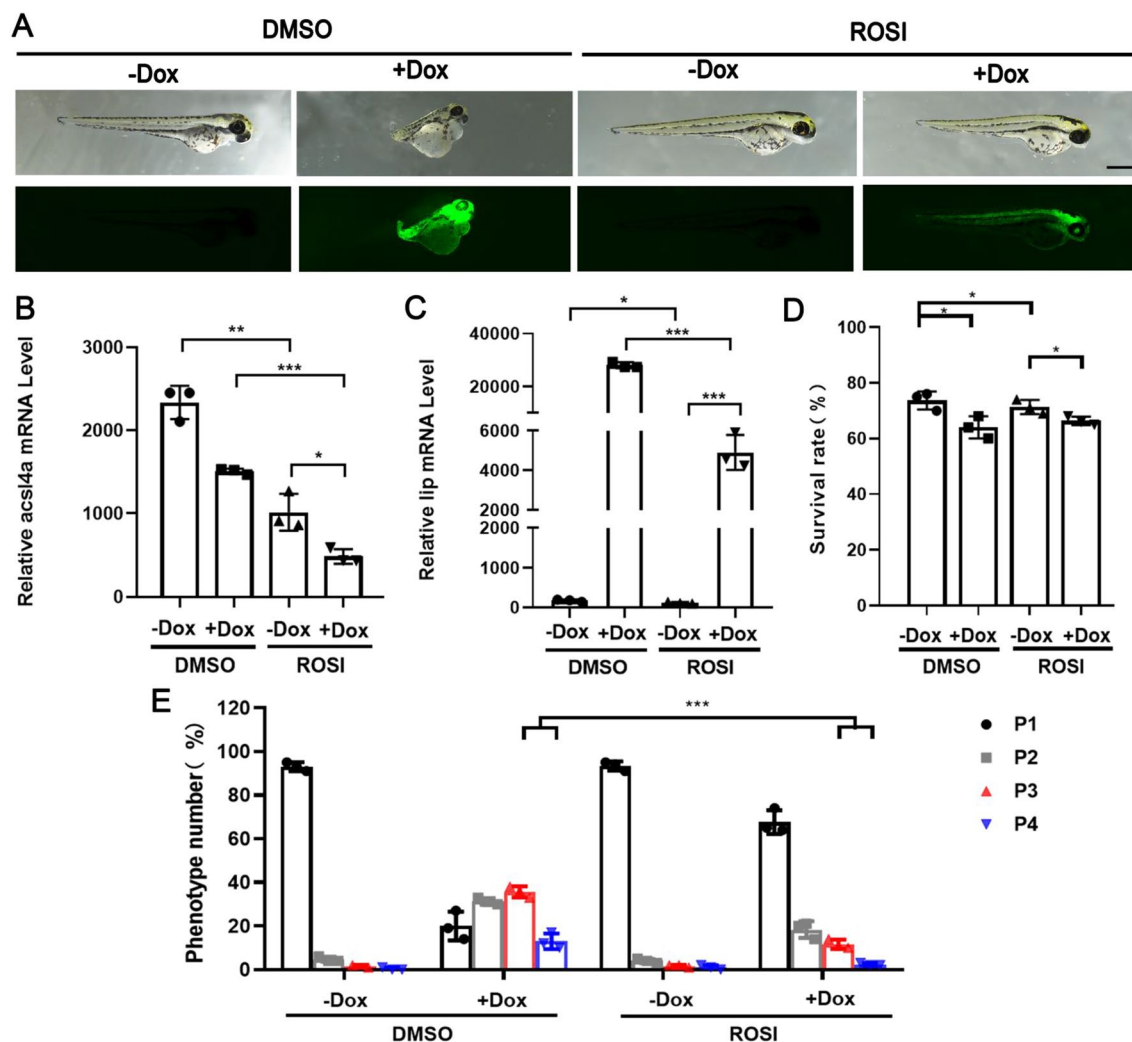 A
DMSO ROSI
-Dox +Dox -Dox +Dox
B
Relative acsl4a mRNA Level
3000
2000
1000
0
** *** *
-Dox +Dox -Dox +Dox
DMSO ROSI
C
Relative lip mRNA Level
40000
20000
6000
4000
2000
1000
0
* *** ***
-Dox +Dox -Dox +Dox
DMSO ROSI
D
Survival rate( %)
100
80
60
40
20
0
* * *
-Dox +Dox -Dox +Dox
DMSO ROSI
E
Phenotype number( %)
120
100
80
60
40
20
0
***
-Dox +Dox -Dox +Dox
DMSO ROSI
P1
P2
P3
P4